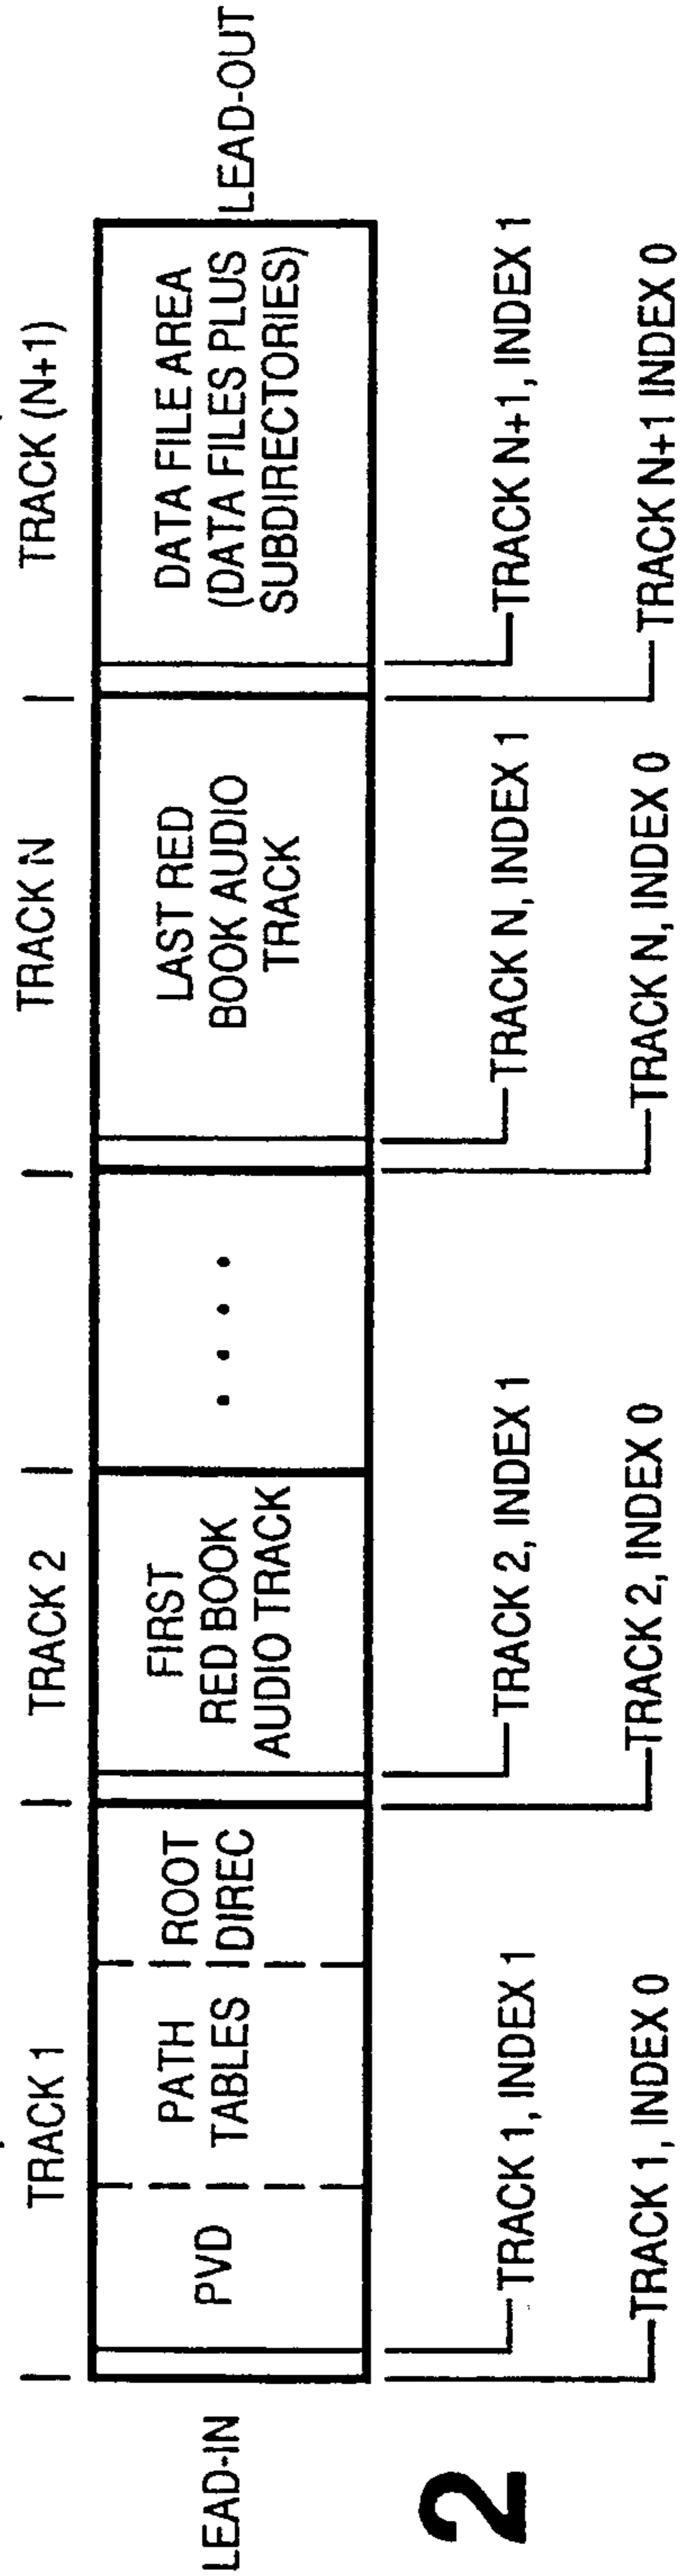 TRACK 1
TRACK 2
TRACK N
TRACK (N+1)
LEAD-IN
PVD
PATH
TABLES
ROOT
DIREC
FIRST
RED BOOK
AUDIO TRACK
. . . .
LAST RED
BOOK AUDIO
TRACK
DATA FILE AREA
(DATA FILES PLUS
SUBDIRECTORIES)
LEAD-OUT
TRACK 1, INDEX 1
TRACK 2, INDEX 1
TRACK N, INDEX 1
TRACK N+1, INDEX 1
TRACK 1, INDEX 0
TRACK 2, INDEX 0
TRACK N, INDEX 0
TRACK N+1 INDEX 0
2